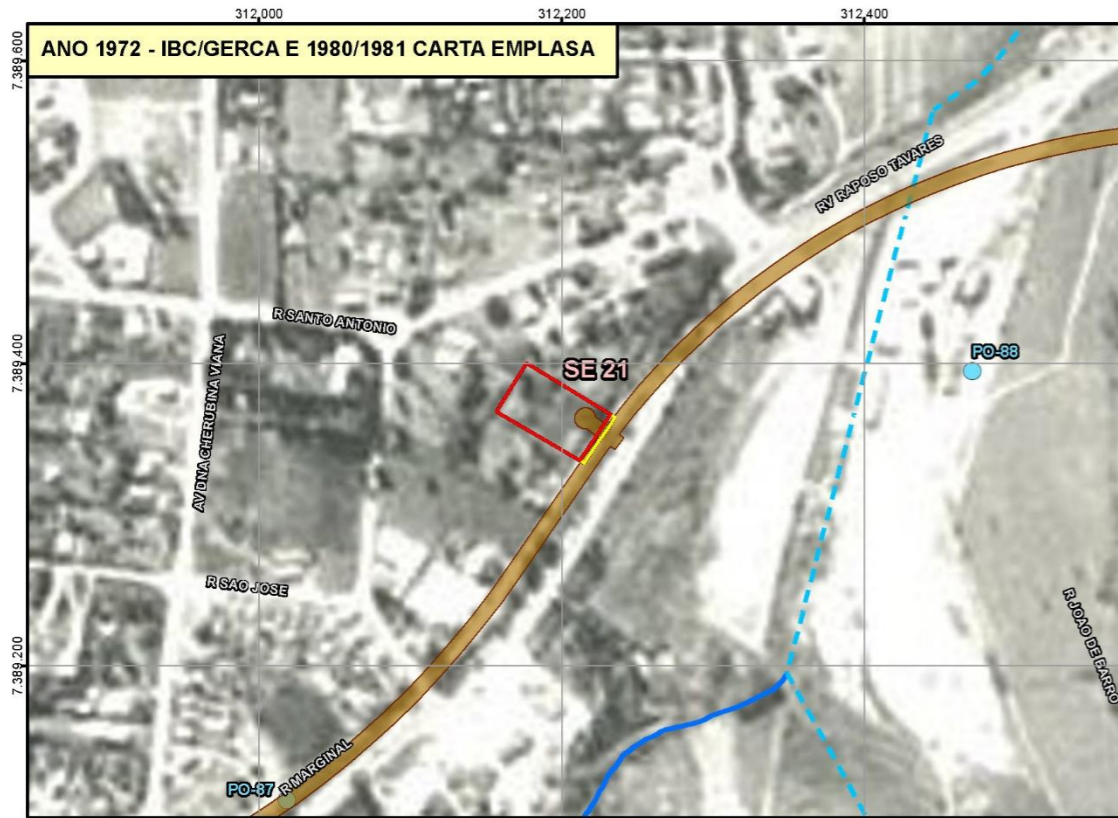 312,000
312,200
312,400
7.389.600
ANO 1972 - IBC/GERCA E 1980/1981 CARTA EMPLASA
RV RAPOSO TAVARES
R SANTO ANTONIO
7.389.400
SE 21
PO-88
AV DNA CHERUBINA VIANA
R SAO JOSE
R JOAO DE BARRO
7.389.200
R MARGINAL
PO-87